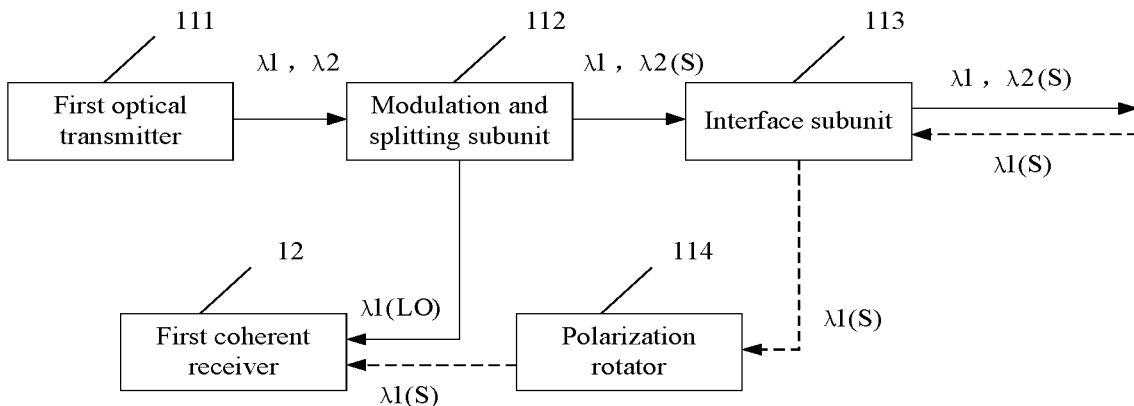 111
112
113
λ1 , λ2
λ1 , λ2(S)
λ1 , λ2(S)
First optical
transmitter
Modulation and
splitting subunit
Interface subunit
λ1(S)
12
114
λ1(LO)
λ1(S)
First coherent
receiver
Polarization
rotator
λ1(S)